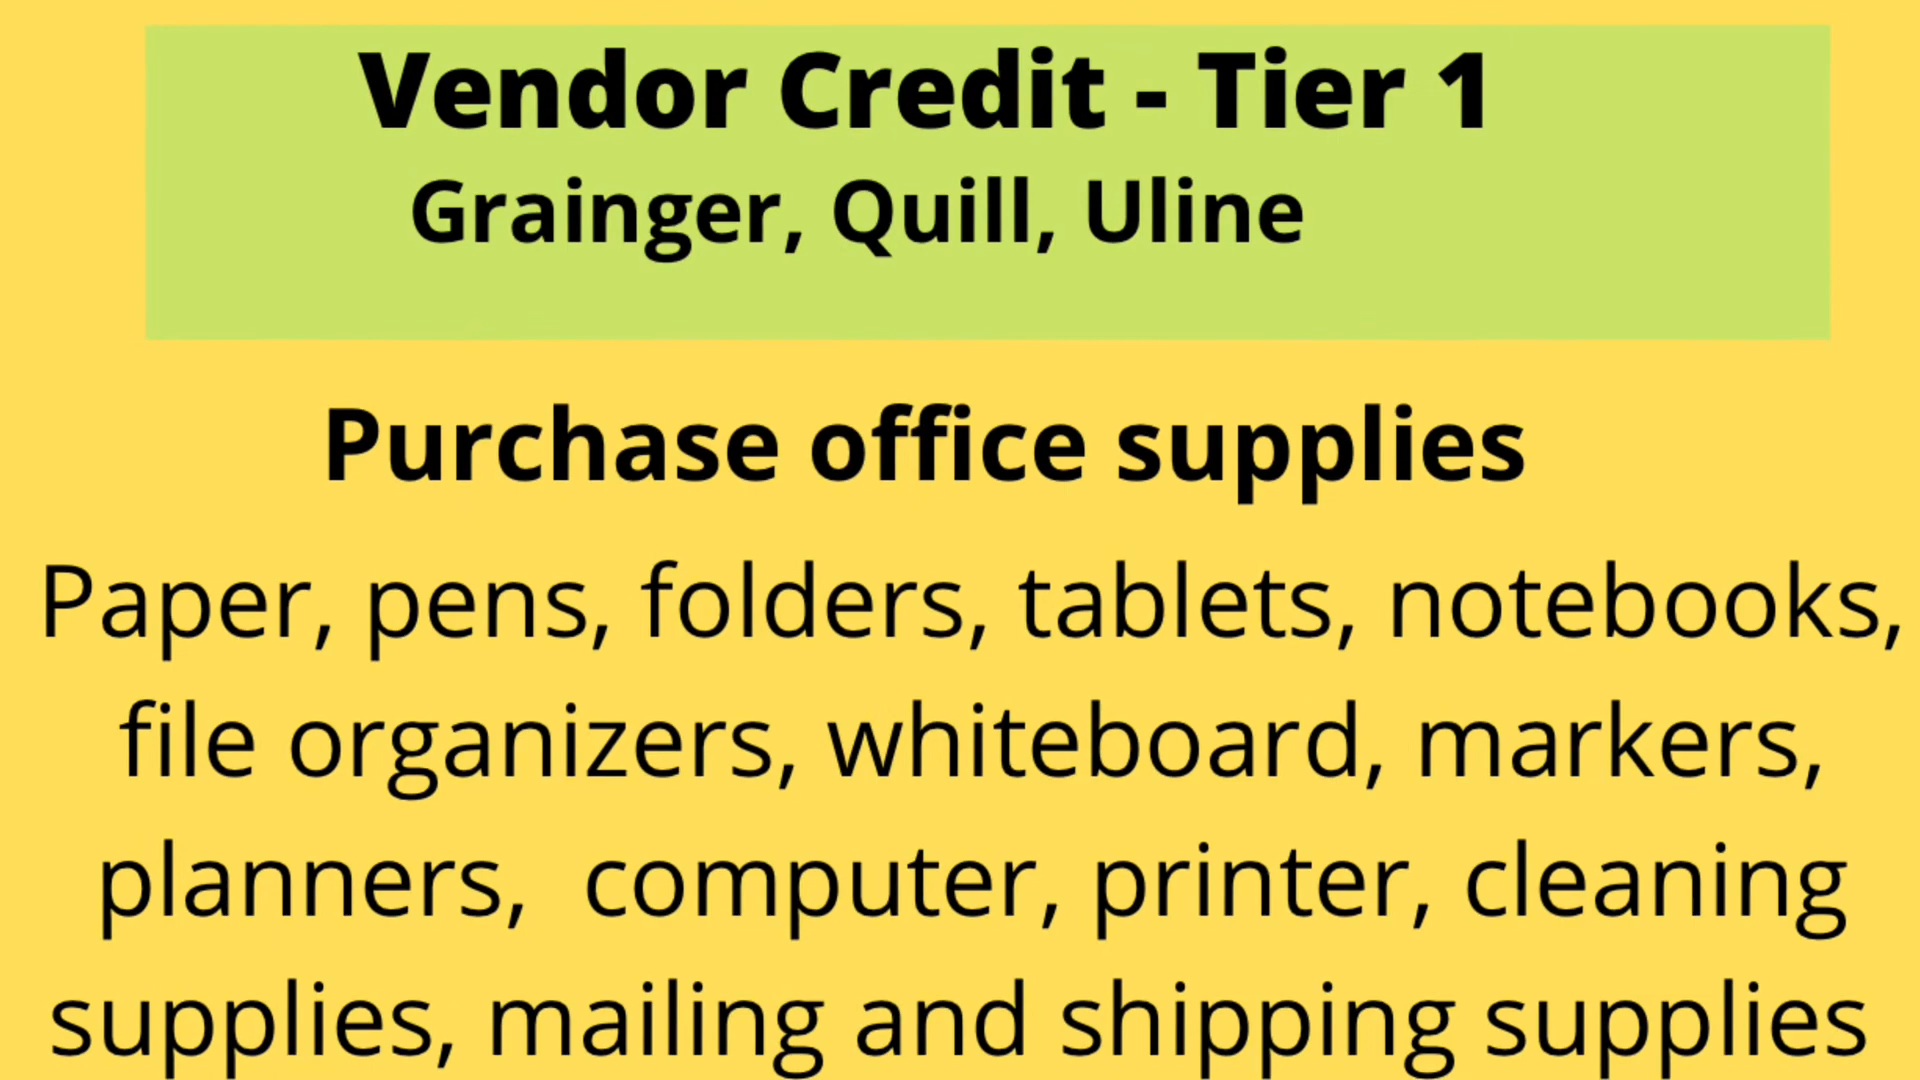 Vendor Credit - Tier 1
Grainger, Quill, Uline
Purchase office supplies
Paper, pens, folders, tablets, notebooks,
file organizers, whiteboard, markers,
planners,  computer, printer, cleaning
supplies, mailing and shipping supplies